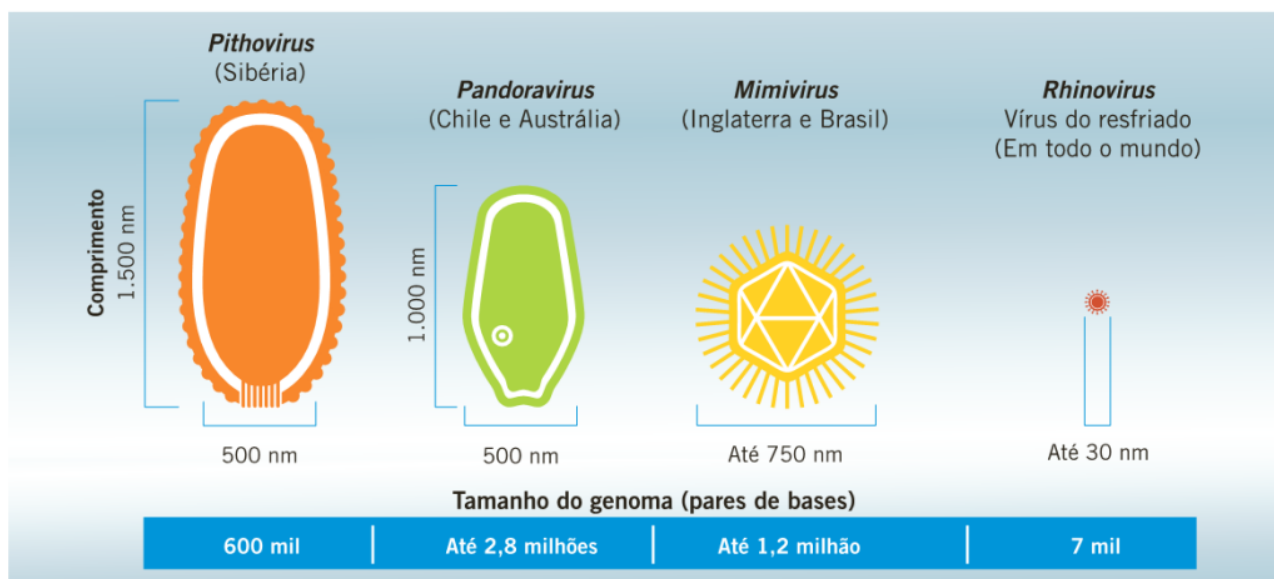 Pithovirus
(Sibéria)
Pandoravirus
(Chile e Austrália)
Mimivirus
(Inglaterra e Brasil)
Rhinovirus
Vírus do resfriado
(Em todo o mundo)
Comprimento
1.500 nm
1.000 nm
500 nm
500 nm
Até 750 nm
Até 30 nm
Tamanho do genoma (pares de bases)
600 mil
Até 2,8 milhões
Até 1,2 milhão
7 mil